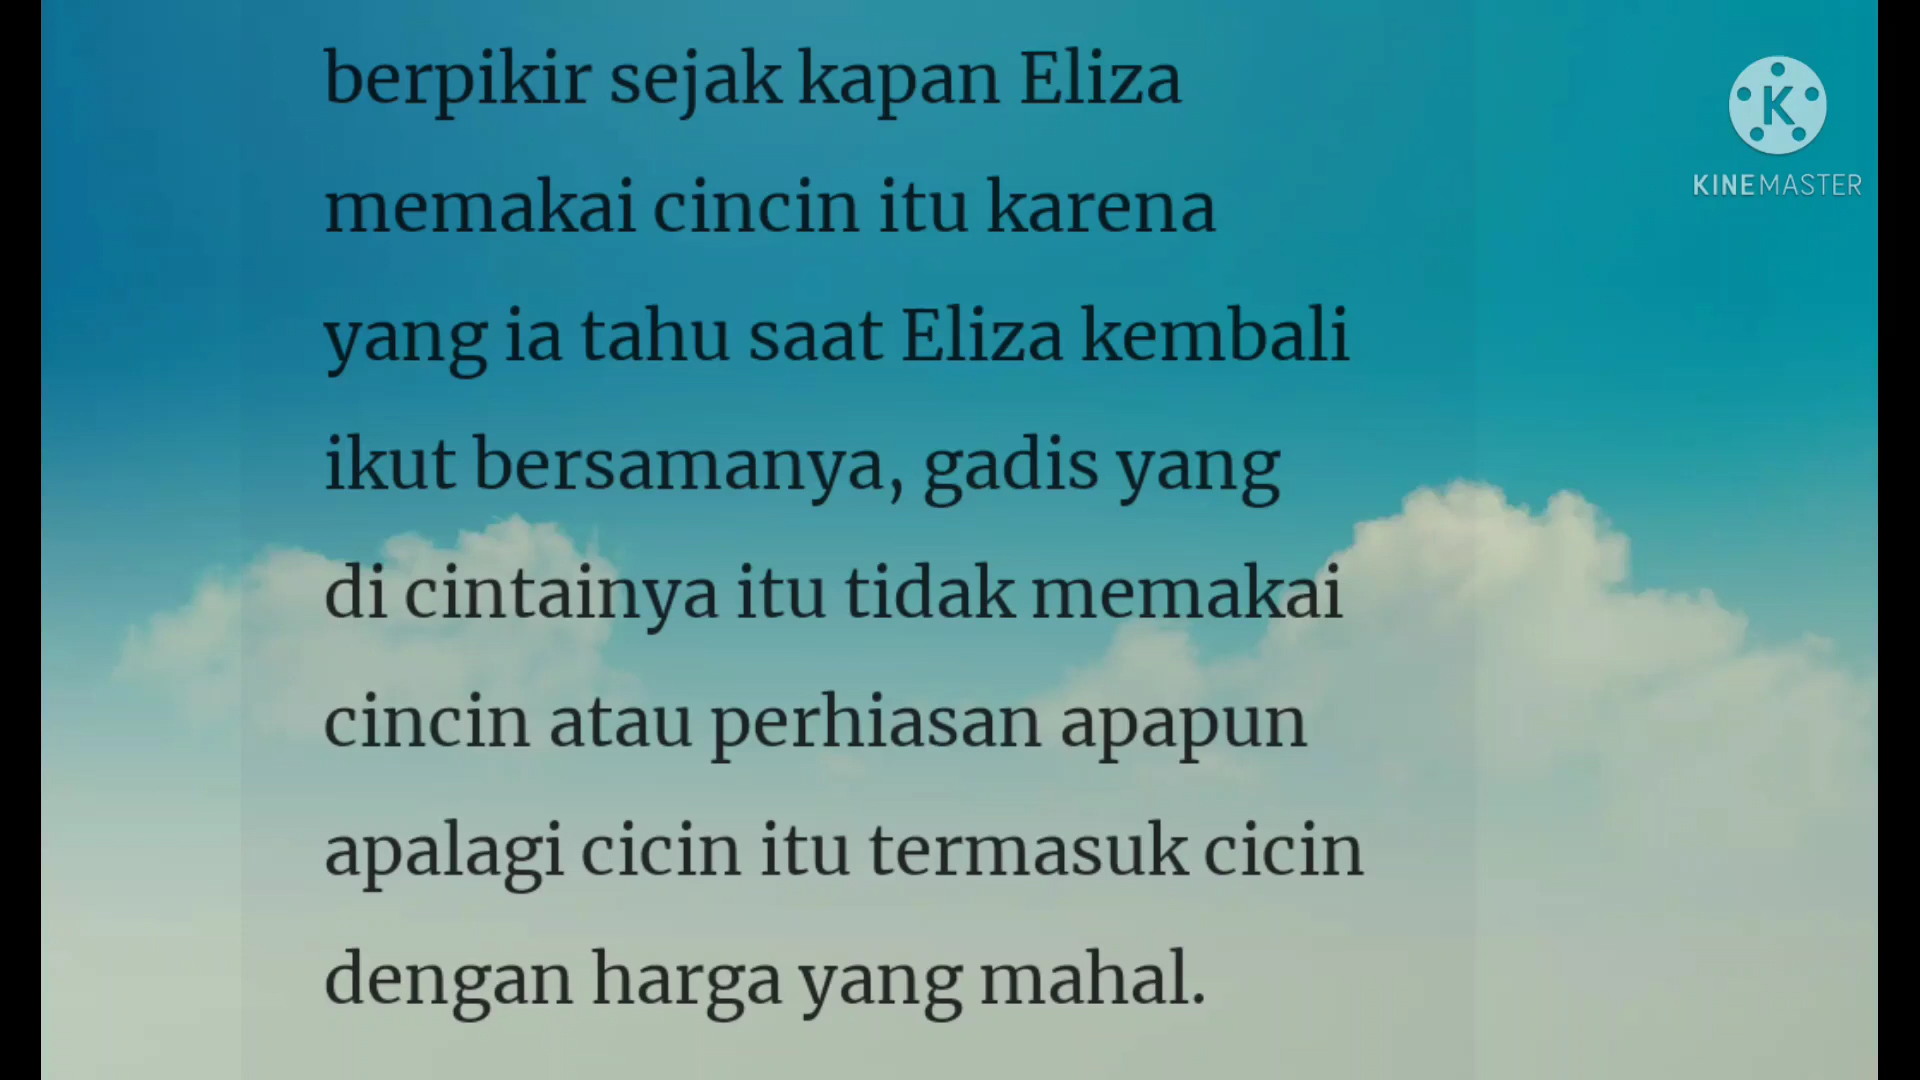 berpikir sejak kapan Eliza
memakai cincin itu karena
yang ia tahu saat Eliza kembali
ikut bersamanya, gadis yang
di cintainya itu tidak memakai
cincin atau perhiasan apapun
apalagi cicin itu termasuk cicin
dengan harga yang mahal.
K
KINEMASTER